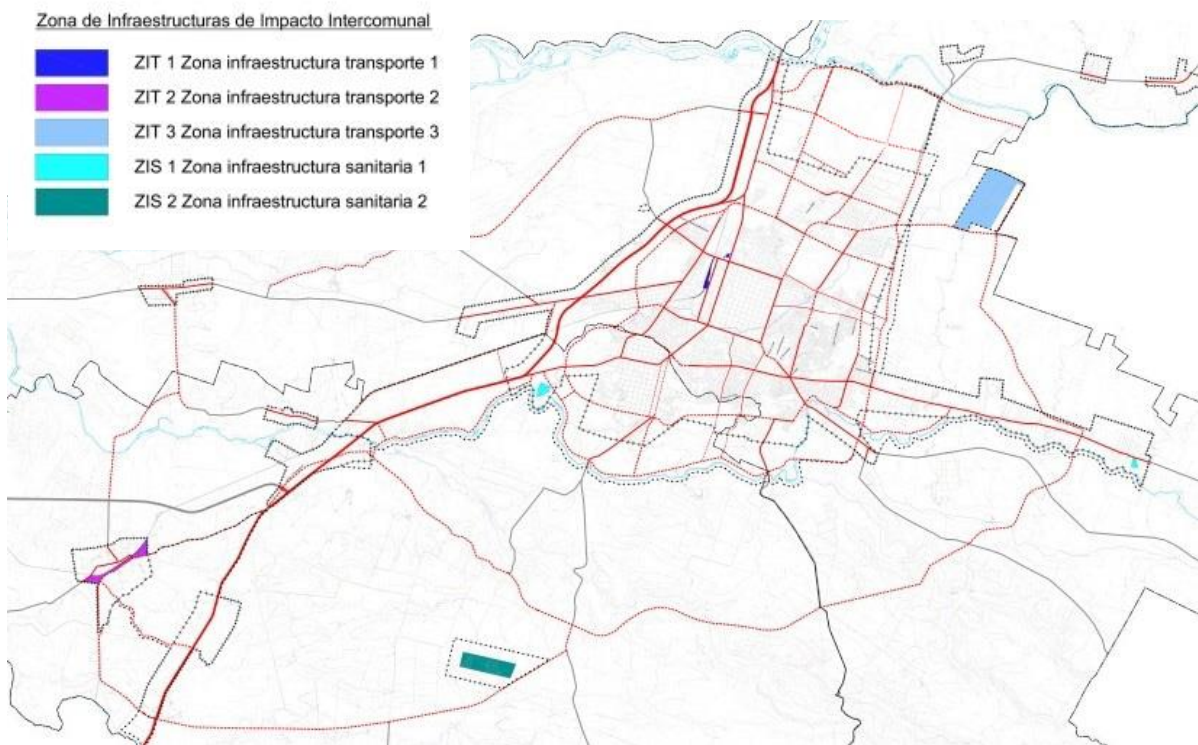 Zona de Infraestructuras de Impacto Intercomunal
ZIT 1 Zona infraestructura transporte 1
ZIT 2 Zona infraestructura transporte 2
ZIT 3 Zona infraestructura transporte 3
ZIS 1 Zona infraestructura sanitaria 1
ZIS 2 Zona infraestructura sanitaria 2